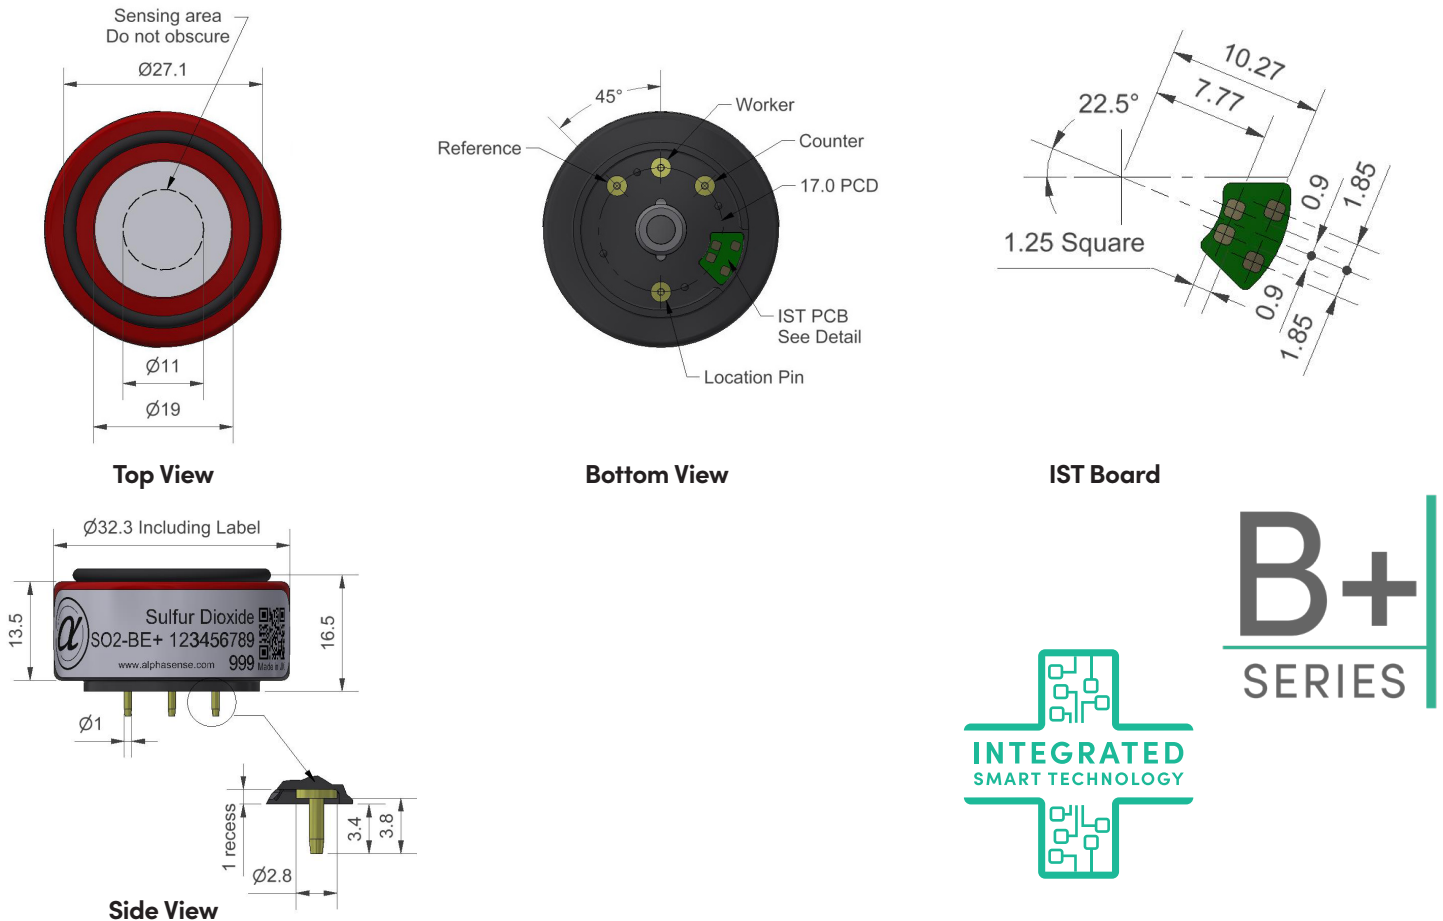 Sensing area
Do not obscure
Ø27.1
Ø11
Ø19
Top View
45°
Worker
Reference
Counter
17.0 PCD
IST PCB
See Detail
Location Pin
Bottom View
10.27
7.77
22.5°
0.9
1.85
1.25 Square
0.9
1.85
IST Board
Ø32.3 Including Label
13.5
16.5
α
Sulfur Dioxide
SO2-BE+ 123456789
www.alphasense.com
999
Made in
Ø1
1 recess
3.4
3.8
Ø2.8
Side View
INTEGRATED
SMART TECHNOLOGY
B+
SERIES